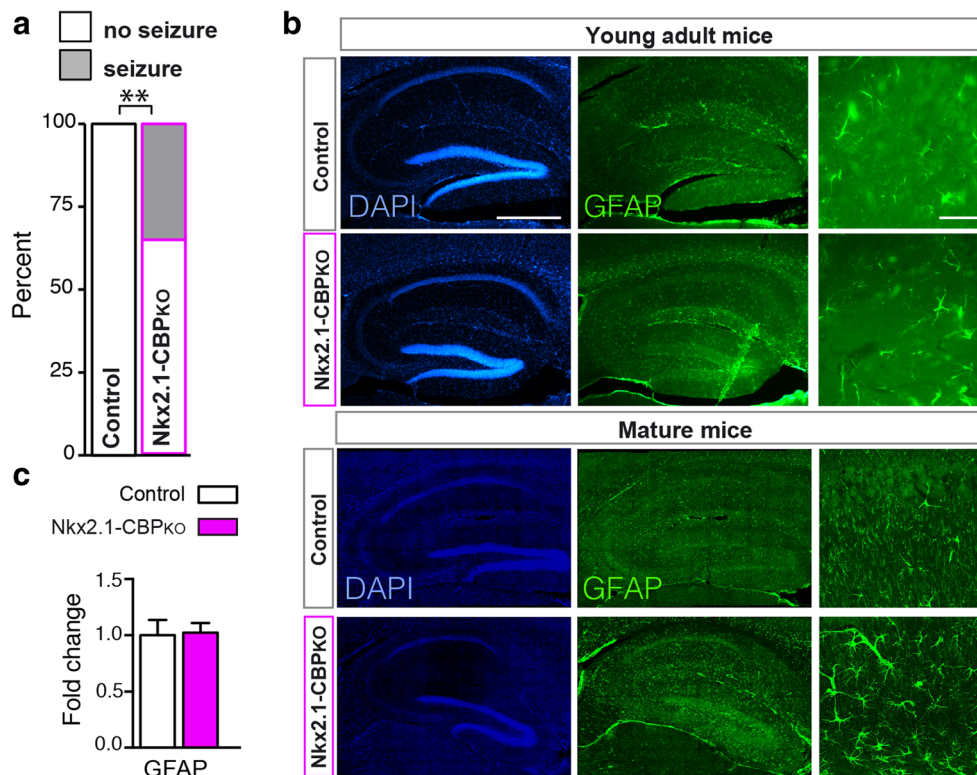 a
no seizure
seizure
**
100
75
50
25
0
Percent
Control
Nkx2.1-CBPKO
b
Young adult mice
Control
DAPI
GFAP
Nkx2.1-CBPKO
Mature mice
Control
DAPI
GFAP
Nkx2.1-CBPKO
c
Control
Nkx2.1-CBPKO
1.5
1.0
0.5
0.0
Fold change
GFAP